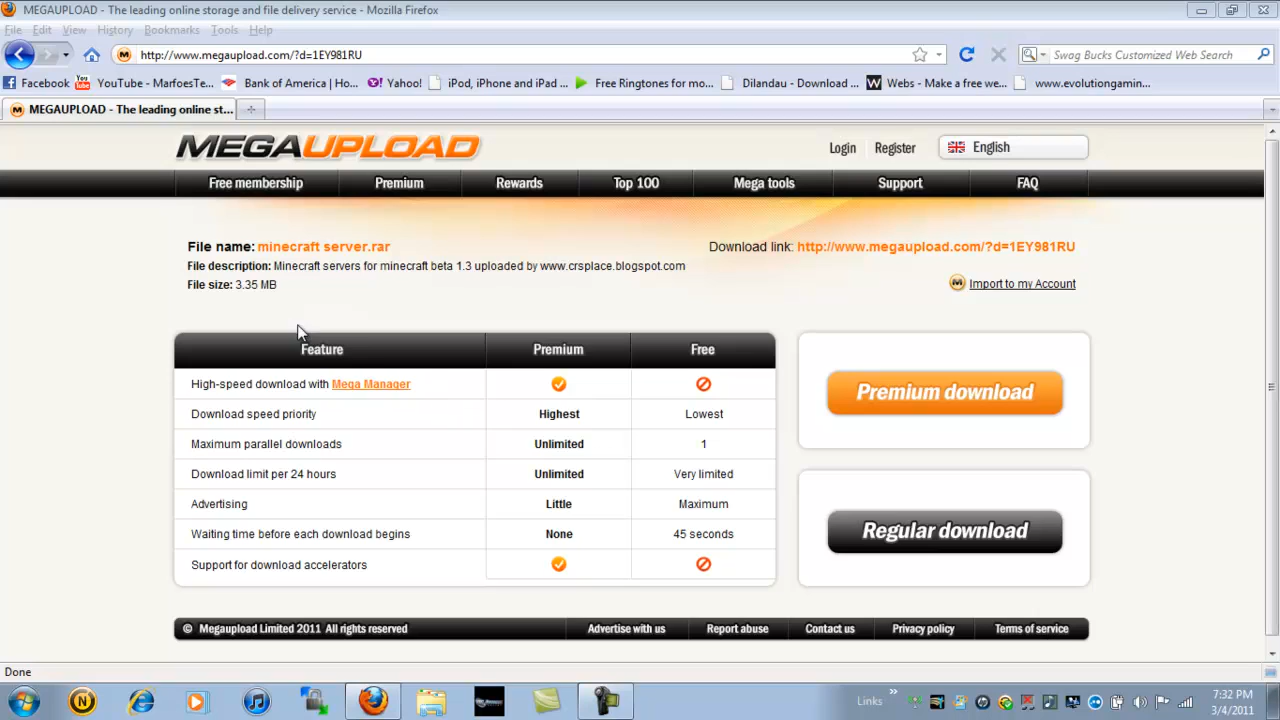 MEGAUPLOAD - The leading online storage and file delivery service - Mozilla Firefox
File Edit View History Bookmarks Tools Help
http://www.megaupload.com/?d=1EY981RU
Swag Bucks Customized Web Search
Facebook YouTube - MarfoesTe... Bank of America | Ho... Yahoo! iPod, iPhone and iPad ... Free Ringtones for mo... Dilandau - Download ... Webs - Make a free we... www.evolutiongamin...
MEGAUPLOAD - The leading online st...
MEGAUPLOAD
Login Register English
Free membership Premium Rewards Top 100 Mega tools Support FAQ
File name: minecraft server.rar
Download link: http://www.megaupload.com/?d=1EY981RU
File description: Minecraft servers for minecraft beta 1.3 uploaded by www.crsplace.blogspot.com
File size: 3.35 MB
Import to my Account
Feature Premium Free
High-speed download with Mega Manager
Download speed priority Highest Lowest
Maximum parallel downloads Unlimited 1
Download limit per 24 hours Unlimited Very limited
Advertising Little Maximum
Waiting time before each download begins None 45 seconds
Support for download accelerators
Premium download
Regular download
© Megaupload Limited 2011 All rights reserved Advertise with us Report abuse Contact us Privacy policy Terms of service
Done
Links »
7:32 PM
3/4/2011